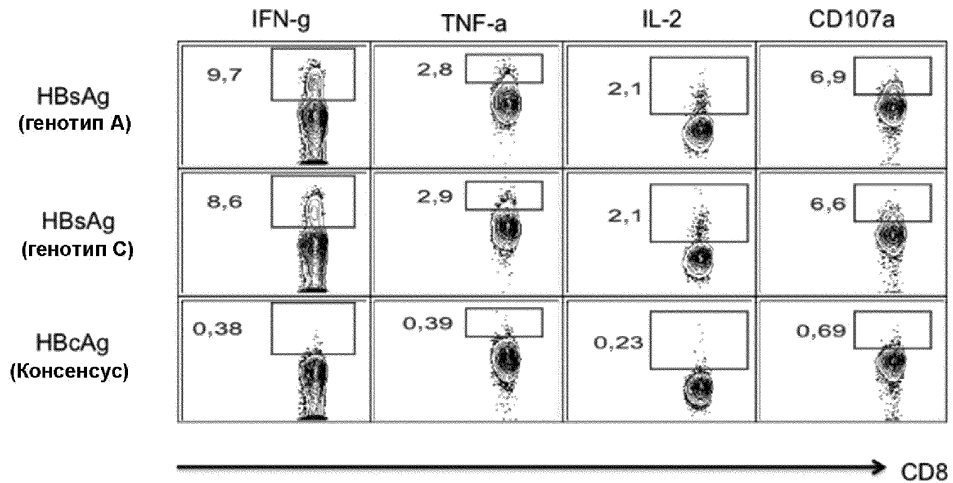 IFN-g TNF-a IL-2 CD107a
HBsAg
(генотип А)
9,7 2,8 2,1 6,9
HBsAg
(генотип С)
8,6 2,9 2,1 6,6
HBcAg
(Консенсус)
0,38 0,39 0,23 0,69
CD8